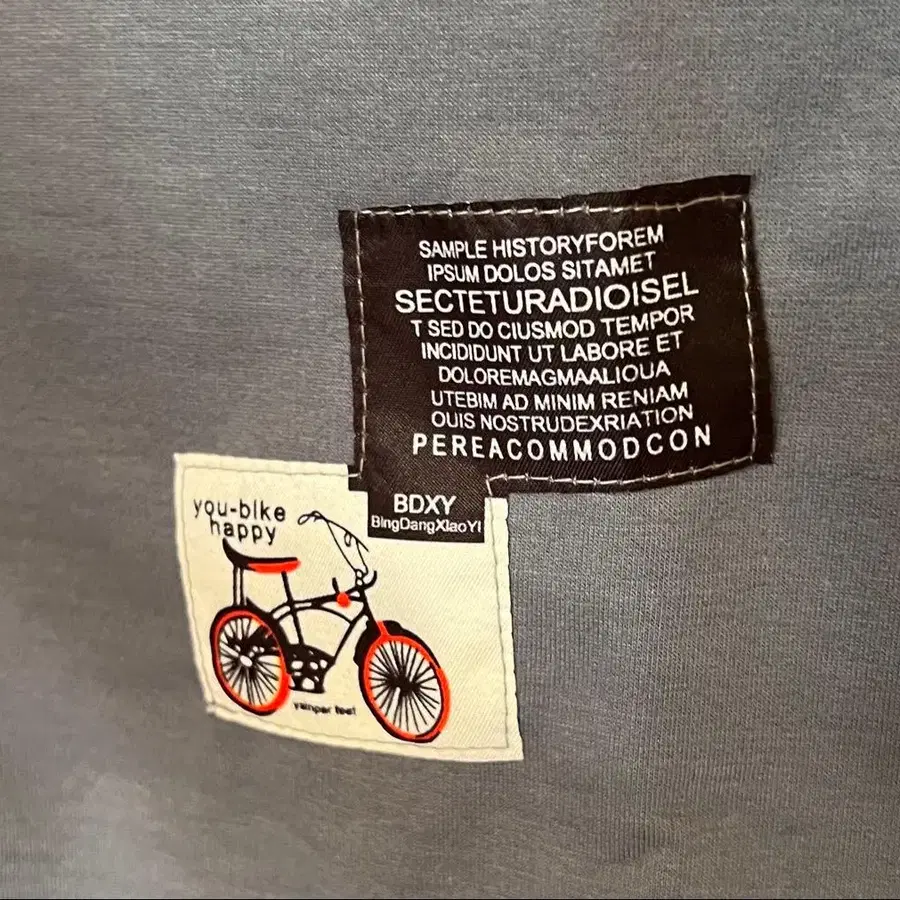 SAMPLE HISTORYFOREM
IPSUM DOLOS SITAMET
SECTETURADIOISEL
T SED DO CIUSMOD TEMPOR
INCIDIDUNT UT LABORE ET
DOLOREMAGMAALIOUA
UTEBIM AD MINIM RENIAM
OUIS NOSTRUDEXRIATION
PEREACOMMODCON
BDXY
BingDangXiaoYi
you-bike
happy